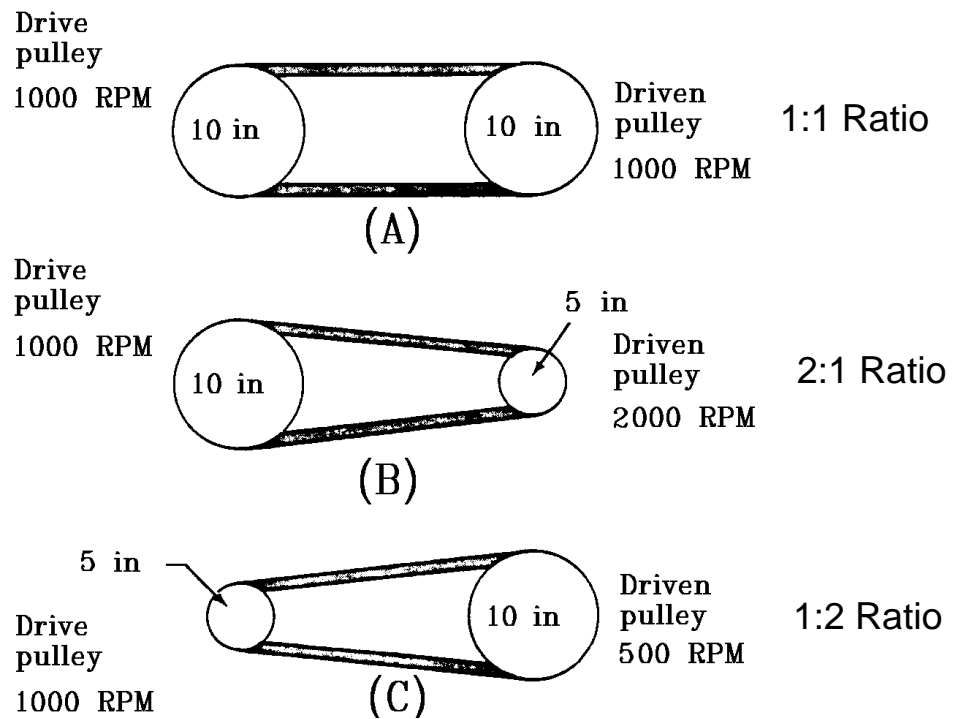 Drive
pulley
1000 RPM
10 in
10 in
Driven
pulley
1000 RPM
1:1 Ratio
(A)
Drive
pulley
1000 RPM
10 in
5 in
Driven
pulley
2000 RPM
2:1 Ratio
(B)
5 in
Drive
pulley
1000 RPM
10 in
Driven
pulley
500 RPM
1:2 Ratio
(C)